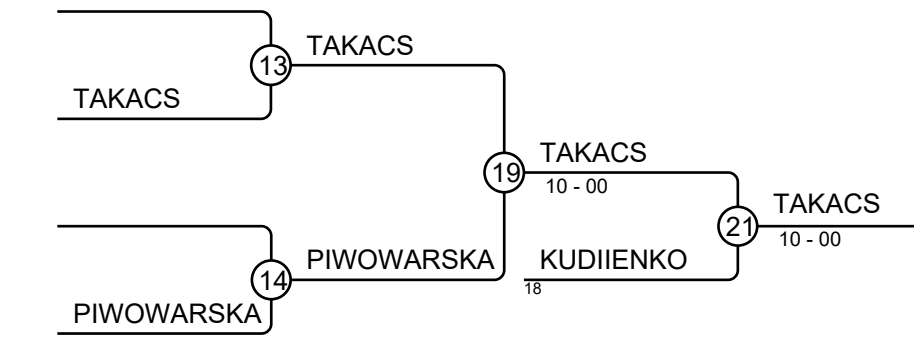 TAKACS
13
TAKACS
TAKACS
19
10 - 00
TAKACS
21
10 - 00
PIWOWARSKA
KUDIIENKO
14
18
PIWOWARSKA